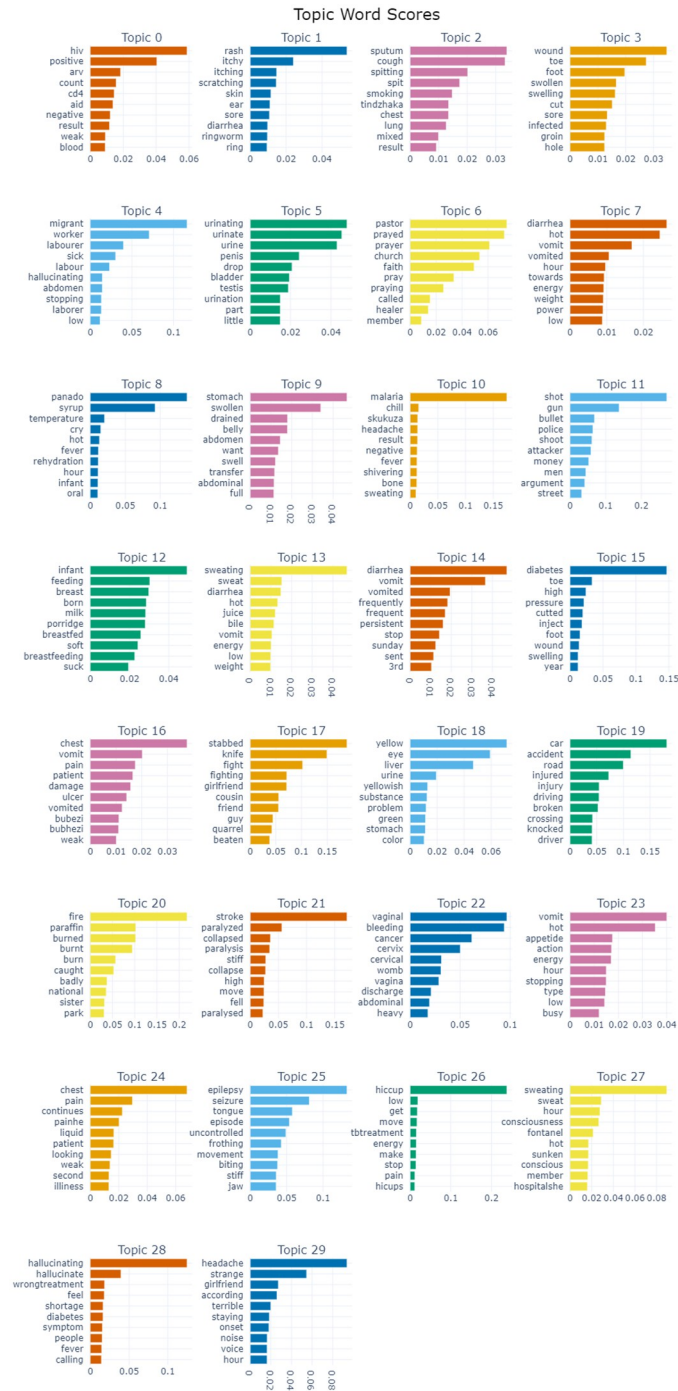 Topic Word Scores
Topic 0
hiv
positive
arv
count
cd4
aid
negative
result
weak
blood
0 0.02 0.04 0.06
Topic 1
rash
itchy
itching
scratching
skin
ear
sore
diarrhea
ringworm
ring
0 0.02 0.04
Topic 2
sputum
cough
spitting
spit
smoking
tindzhaka
chest
lung
mixed
result
0 0.01 0.02 0.03
Topic 3
wound
toe
foot
swollen
swelling
cut
sore
infected
groin
hole
0 0.01 0.02 0.03
Topic 4
migrant
worker
labourer
sick
labour
hallucinating
abdomen
stopping
laborer
low
0 0.05 0.1
Topic 5
urinating
urinate
urine
penis
drop
bladder
testis
urination
part
little
0 0.02 0.04
Topic 6
pastor
prayed
prayer
church
faith
pray
praying
called
healer
member
0 0.02 0.04 0.06
Topic 7
diarrhea
hot
vomit
vomited
hour
towards
energy
weight
power
low
0 0.01 0.02
Topic 8
panado
syrup
temperature
cry
hot
fever
rehydration
hour
infant
oral
0 0.05 0.1
Topic 9
stomach
swollen
drained
belly
abdomen
want
swell
transfer
abdominal
full
0 0.01 0.02 0.03 0.04
Topic 10
malaria
chill
skukuza
headache
result
negative
fever
shivering
bone
sweating
0 0.05 0.1 0.15
Topic 11
shot
gun
bullet
police
shoot
attacker
money
men
argument
street
0 0.1 0.2
Topic 12
infant
feeding
breast
born
milk
porridge
breastfed
soft
breastfeeding
suck
0 0.02 0.04
Topic 13
sweating
sweat
diarrhea
hot
juice
bile
vomit
energy
low
weight
0 0.01 0.02 0.03 0.04
Topic 14
diarrhea
vomit
vomited
frequently
frequent
persistent
stop
sunday
sent
3rd
0 0.01 0.02 0.03 0.04
Topic 15
diabetes
toe
high
pressure
cutted
inject
foot
wound
swelling
year
0 0.05 0.1 0.15
Topic 16
chest
vomit
pain
patient
damage
ulcer
vomited
bubezi
bubhezi
weak
0 0.01 0.02 0.03
Topic 17
stabbed
knife
fight
fighting
girlfriend
cousin
friend
guy
quarrel
beaten
0 0.05 0.1 0.15
Topic 18
yellow
eye
liver
urine
yellowish
substance
problem
green
stomach
color
0 0.02 0.04 0.06
Topic 19
car
accident
road
injured
injury
driving
broken
crossing
knocked
driver
0 0.05 0.1 0.15
Topic 20
fire
paraffin
burned
burnt
burn
caught
badly
national
sister
park
0 0.05 0.1 0.15 0.2
Topic 21
stroke
paralyzed
collapsed
paralysis
stiff
collapse
high
move
fell
paralysed
0 0.05 0.1 0.15
Topic 22
vaginal
bleeding
cancer
cervix
cervical
womb
vagina
discharge
abdominal
heavy
0 0.05 0.1
Topic 23
vomit
hot
appetide
action
energy
hour
stopping
type
low
busy
0 0.01 0.02 0.03 0.04
Topic 24
chest
pain
continues
painhe
liquid
patient
looking
weak
second
illness
0 0.02 0.04 0.06
Topic 25
epilepsy
seizure
tongue
episode
uncontrolled
frothing
movement
biting
stiff
jaw
0 0.05 0.1
Topic 26
hiccup
low
get
move
tbtreatment
energy
make
stop
pain
hicups
0 0.1 0.2
Topic 27
sweating
sweat
hour
consciousness
fontanel
hot
sunken
conscious
member
hospitalshe
0 0.02 0.04 0.06 0.08
Topic 28
hallucinating
hallucinate
wrongtreatment
feel
shortage
diabetes
symptom
people
fever
calling
0 0.05 0.1
Topic 29
headache
strange
girlfriend
according
terrible
staying
onset
noise
voice
hour
0 0.02 0.04 0.06 0.08